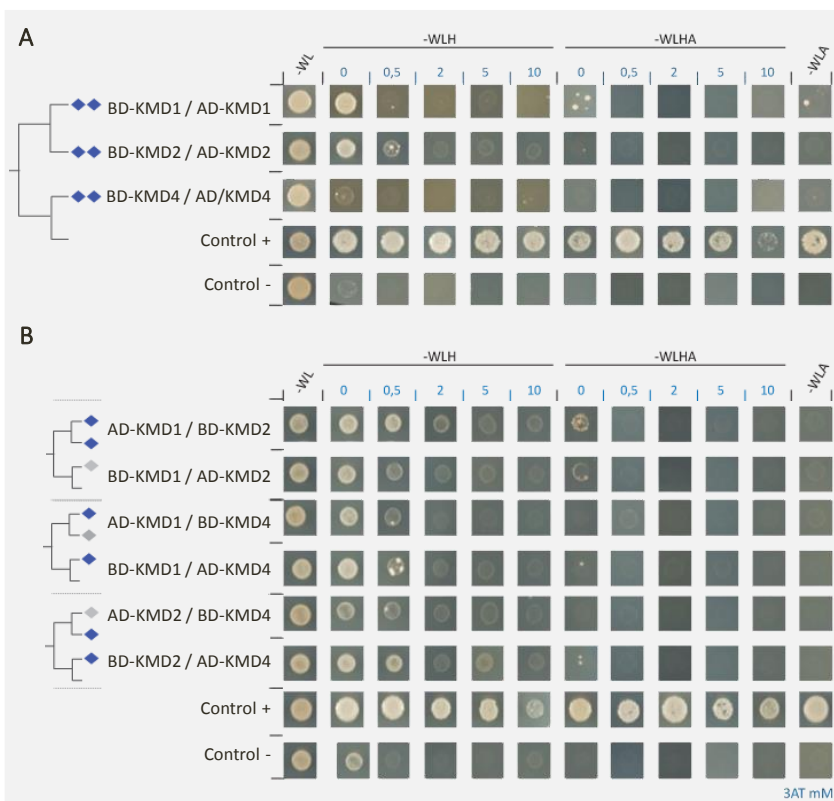 A
-WL
-WLH
-WLHA
-WLA
0 0,5 2 5 10 0 0,5 2 5 10
BD-KMD1 / AD-KMD1
BD-KMD2 / AD-KMD2
BD-KMD4 / AD/KMD4
Control +
Control -
B
-WL
-WLH
-WLHA
-WLA
0 0,5 2 5 10 0 0,5 2 5 10
AD-KMD1 / BD-KMD2
BD-KMD1 / AD-KMD2
AD-KMD1 / BD-KMD4
BD-KMD1 / AD-KMD4
AD-KMD2 / BD-KMD4
BD-KMD2 / AD-KMD4
Control +
Control -
3AT mM